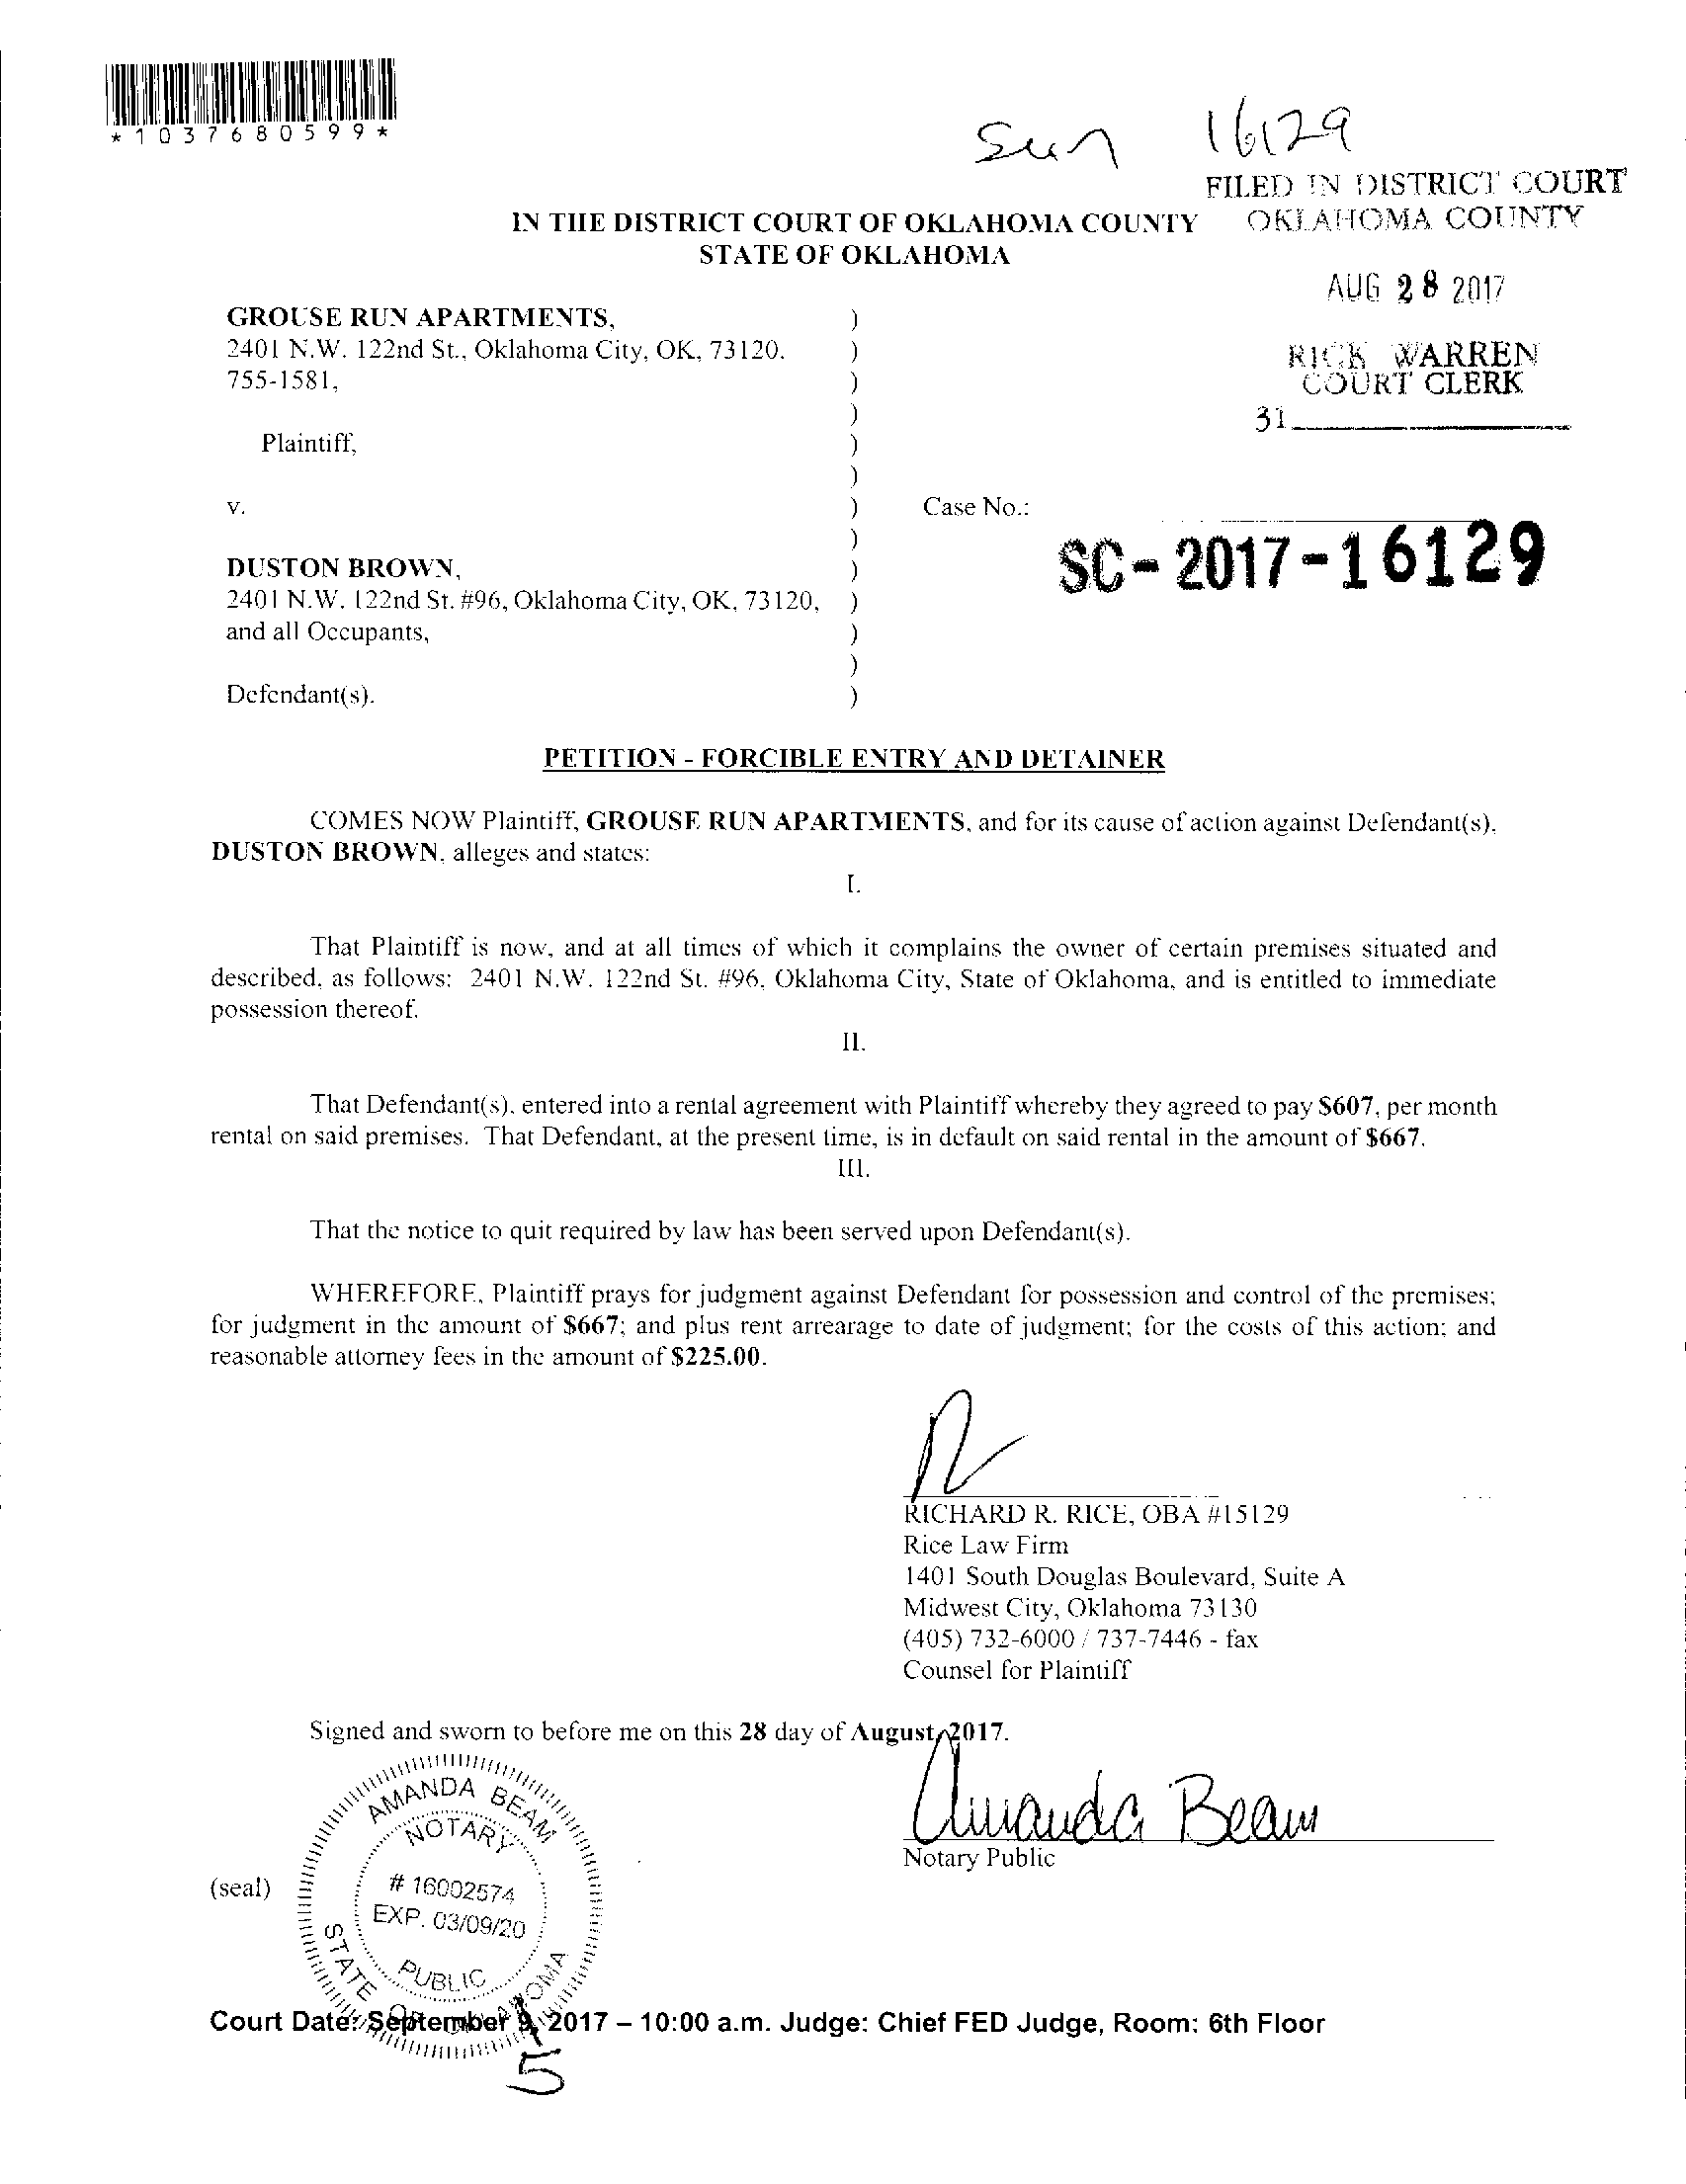 *1037680599*
Sun 16129
FILED IN DISTRICT COURT
OKLAHOMA COUNTY
IN THE DISTRICT COURT OF OKLAHOMA COUNTY
STATE OF OKLAHOMA
AUG 28 2017
RICK WARREN
COURT CLERK
31
GROUSE RUN APARTMENTS, )
2401 N.W. 122nd St., Oklahoma City, OK, 73120. )
755-1581, )
)
Plaintiff, )
)
v. ) Case No.:
SC-2017-16129
)
DUSTON BROWN, )
2401 N.W. 122nd St. #96, Oklahoma City, OK, 73120, )
and all Occupants, )
)
Defendant(s). )
PETITION - FORCIBLE ENTRY AND DETAINER
COMES NOW Plaintiff, GROUSE RUN APARTMENTS, and for its cause of action against Defendant(s),
DUSTON BROWN, alleges and states:
I.
That Plaintiff is now, and at all times of which it complains the owner of certain premises situated and
described, as follows: 2401 N.W. 122nd St. #96, Oklahoma City, State of Oklahoma, and is entitled to immediate
possession thereof.
II.
That Defendant(s), entered into a rental agreement with Plaintiff whereby they agreed to pay $607, per month
rental on said premises. That Defendant, at the present time, is in default on said rental in the amount of $667.
III.
That the notice to quit required by law has been served upon Defendant(s).
WHEREFORE, Plaintiff prays for judgment against Defendant for possession and control of the premises;
for judgment in the amount of $667; and plus rent arrearage to date of judgment; for the costs of this action; and
reasonable attorney fees in the amount of $225.00.
RICHARD R. RICE, OBA #15129
Rice Law Firm
1401 South Douglas Boulevard, Suite A
Midwest City, Oklahoma 73130
(405) 732-6000 / 737-7446 - fax
Counsel for Plaintiff
Signed and sworn to before me on this 28 day of August, 2017.
Amanda Beam
Notary Public
(seal)
AMANDA BEAM
NOTARY
# 16002574
EXP. 03/09/20
PUBLIC
STATE OF OKLAHOMA
Court Date: September 9, 2017 – 10:00 a.m. Judge: Chief FED Judge, Room: 6th Floor
5